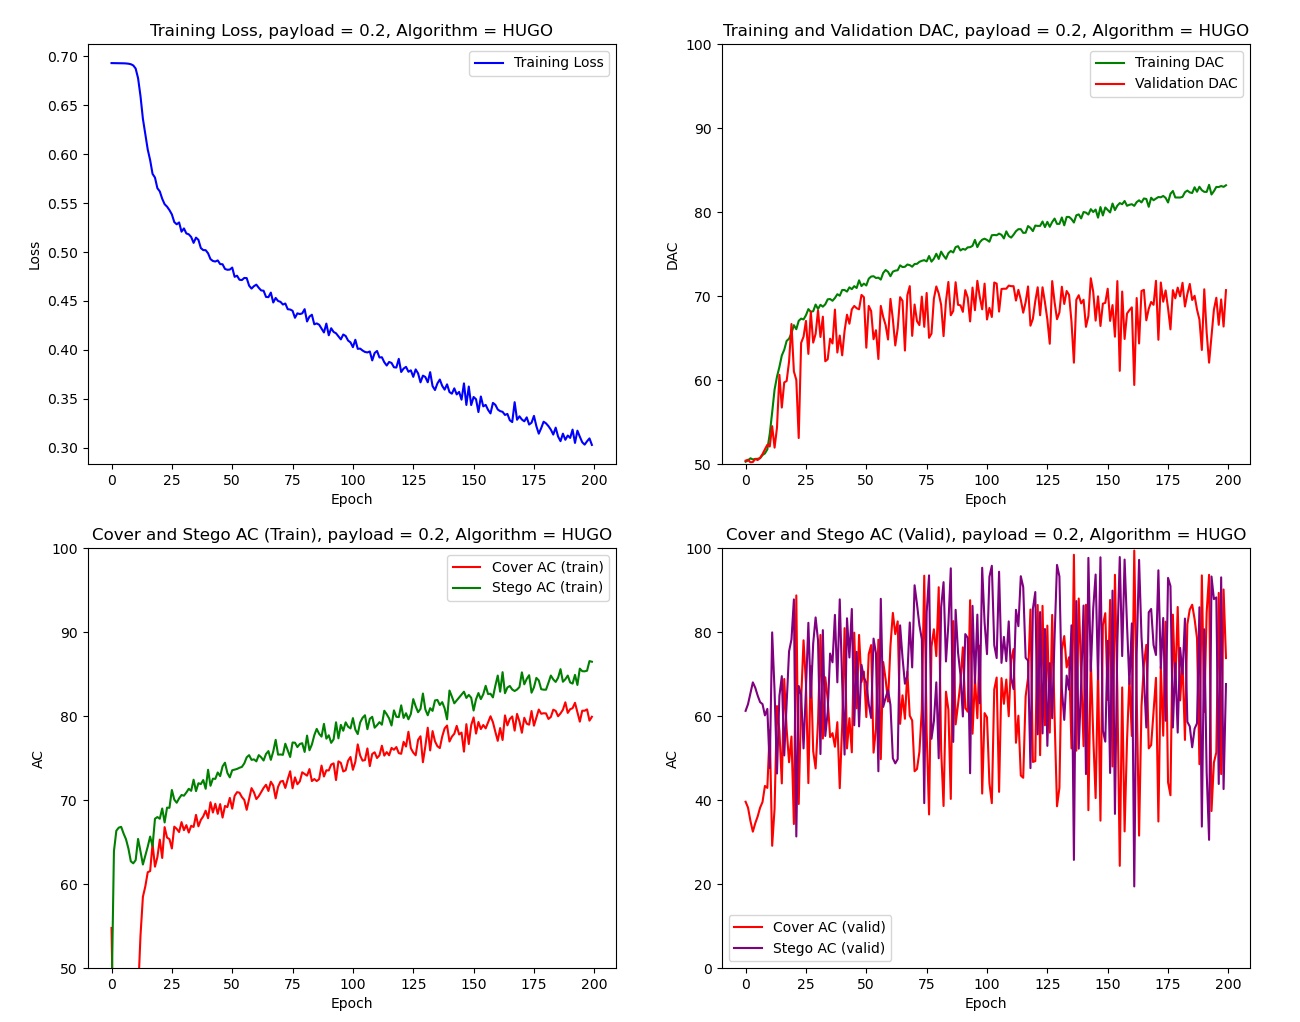 Training Loss, payload = 0.2, Algorithm = HUGO
Training Loss
0.70
0.65
0.60
0.55
0.50
0.45
0.40
0.35
0.30
Loss
0 25 50 75 100 125 150 175 200
Epoch
Training and Validation DAC, payload = 0.2, Algorithm = HUGO
Training DAC
Validation DAC
100
90
80
70
60
50
DAC
0 25 50 75 100 125 150 175 200
Epoch
Cover and Stego AC (Train), payload = 0.2, Algorithm = HUGO
Cover AC (train)
Stego AC (train)
100
90
80
70
60
50
AC
0 25 50 75 100 125 150 175 200
Epoch
Cover and Stego AC (Valid), payload = 0.2, Algorithm = HUGO
100
80
60
40
20
0
AC
Cover AC (valid)
Stego AC (valid)
0 25 50 75 100 125 150 175 200
Epoch